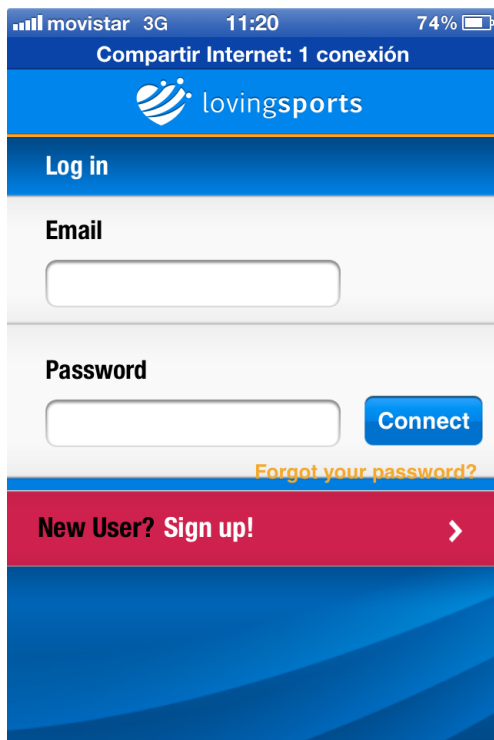 movistar 3G 11:20 74%
Compartir Internet: 1 conexión
lovingsports
Log in
Email
Password
Connect
Forgot your password?
New User? Sign up!